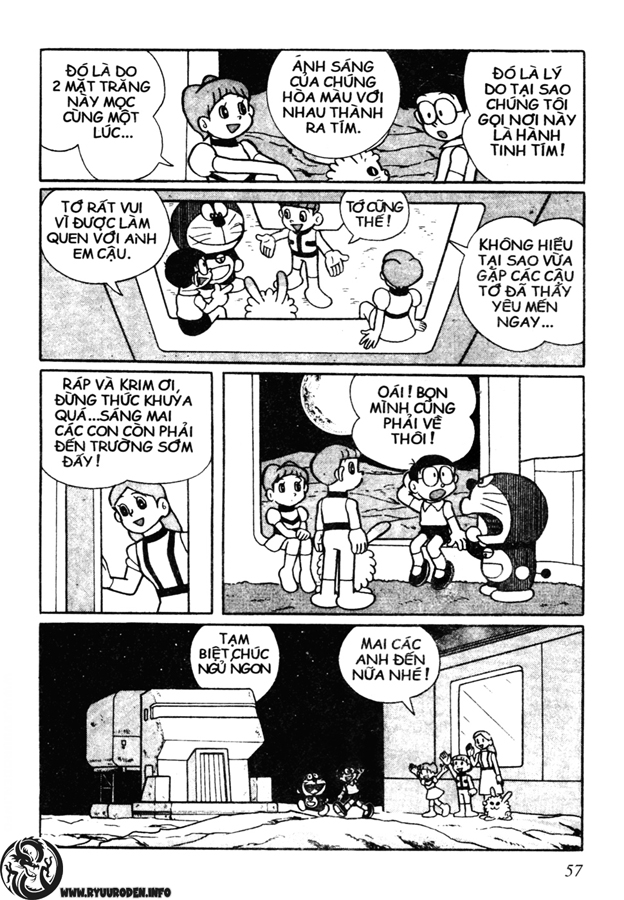 ĐÓ LÀ DO
2 MẶT TRĂNG
NÀY MỌC
CÙNG MỘT
LÚC...
ÁNH SÁNG
CỦA CHÚNG
HÒA MÀU VỚI
NHAU THÀNH
RA TÍM.
ĐÓ LÀ LÝ
DO TẠI SAO
CHÚNG TÔI
GỌI NƠI NÀY
LÀ HÀNH
TINH TÍM!
TỚ RẤT VUI
VÌ ĐƯỢC LÀM
QUEN VỚI ANH
EM CẬU.
TỚ CŨNG
THẾ!
KHÔNG HIỂU
TẠI SAO VỪA
GẶP CÁC CẬU
TỚ ĐÃ THẤY
YÊU MẾN
NGAY...
RÁP VÀ KRIM ƠI,
ĐỪNG THỨC KHUYA
QUÁ...SÁNG MAI
CÁC CON CÒN PHẢI
ĐẾN TRƯỜNG SỚM
ĐẤY!
OÁI! BỌN
MÌNH CŨNG
PHẢI VỀ
THÔI!
TẠM
BIỆT, CHÚC
NGỦ NGON
MAI CÁC
ANH ĐẾN
NỮA NHÉ!
57
WWW.RYUURODEN.INFO